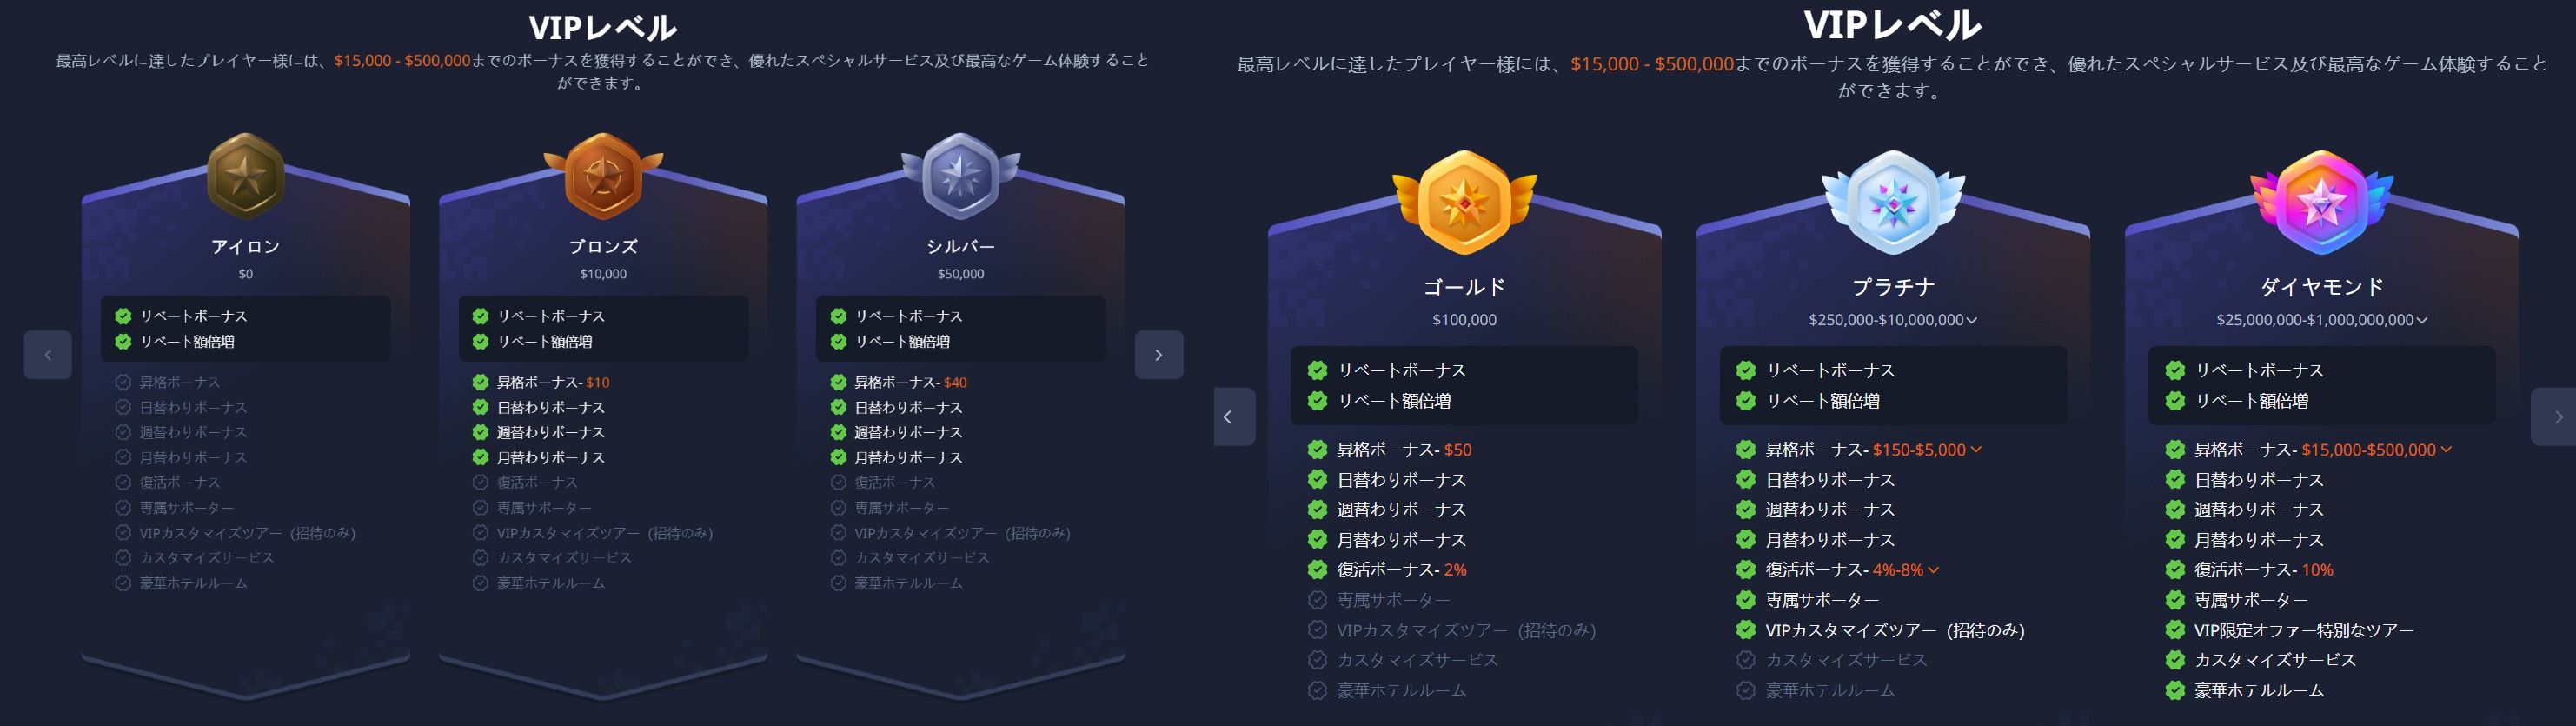 VIPレベル
最高レベルに達したプレイヤー様には、$15,000 - $500,000までのボーナスを獲得することができ、優れたスペシャルサービス及び最高なゲーム体験すること
ができます。
アイロン
$0
リベートボーナス
リベート額倍増
昇格ボーナス
日替わりボーナス
週替わりボーナス
月替わりボーナス
復活ボーナス
専属サポーター
VIPカスタマイズツアー（招待のみ）
カスタマイズサービス
豪華ホテルルーム
ブロンズ
$10,000
リベートボーナス
リベート額倍増
昇格ボーナス- $10
日替わりボーナス
週替わりボーナス
月替わりボーナス
復活ボーナス
専属サポーター
VIPカスタマイズツアー（招待のみ）
カスタマイズサービス
豪華ホテルルーム
シルバー
$50,000
リベートボーナス
リベート額倍増
昇格ボーナス- $40
日替わりボーナス
週替わりボーナス
月替わりボーナス
復活ボーナス
専属サポーター
VIPカスタマイズツアー（招待のみ）
カスタマイズサービス
豪華ホテルルーム
VIPレベル
最高レベルに達したプレイヤー様には、$15,000 - $500,000までのボーナスを獲得することができ、優れたスペシャルサービス及び最高なゲーム体験すること
ができます。
ゴールド
$100,000
リベートボーナス
リベート額倍増
昇格ボーナス- $50
日替わりボーナス
週替わりボーナス
月替わりボーナス
復活ボーナス- 2%
専属サポーター
VIPカスタマイズツアー（招待のみ）
カスタマイズサービス
豪華ホテルルーム
プラチナ
$250,000-$10,000,000
リベートボーナス
リベート額倍増
昇格ボーナス- $150-$5,000
日替わりボーナス
週替わりボーナス
月替わりボーナス
復活ボーナス- 4%-8%
専属サポーター
VIPカスタマイズツアー（招待のみ）
カスタマイズサービス
豪華ホテルルーム
ダイヤモンド
$25,000,000-$1,000,000,000
リベートボーナス
リベート額倍増
昇格ボーナス- $15,000-$500,000
日替わりボーナス
週替わりボーナス
月替わりボーナス
復活ボーナス- 10%
専属サポーター
VIP限定オファー特別なツアー
カスタマイズサービス
豪華ホテルルーム